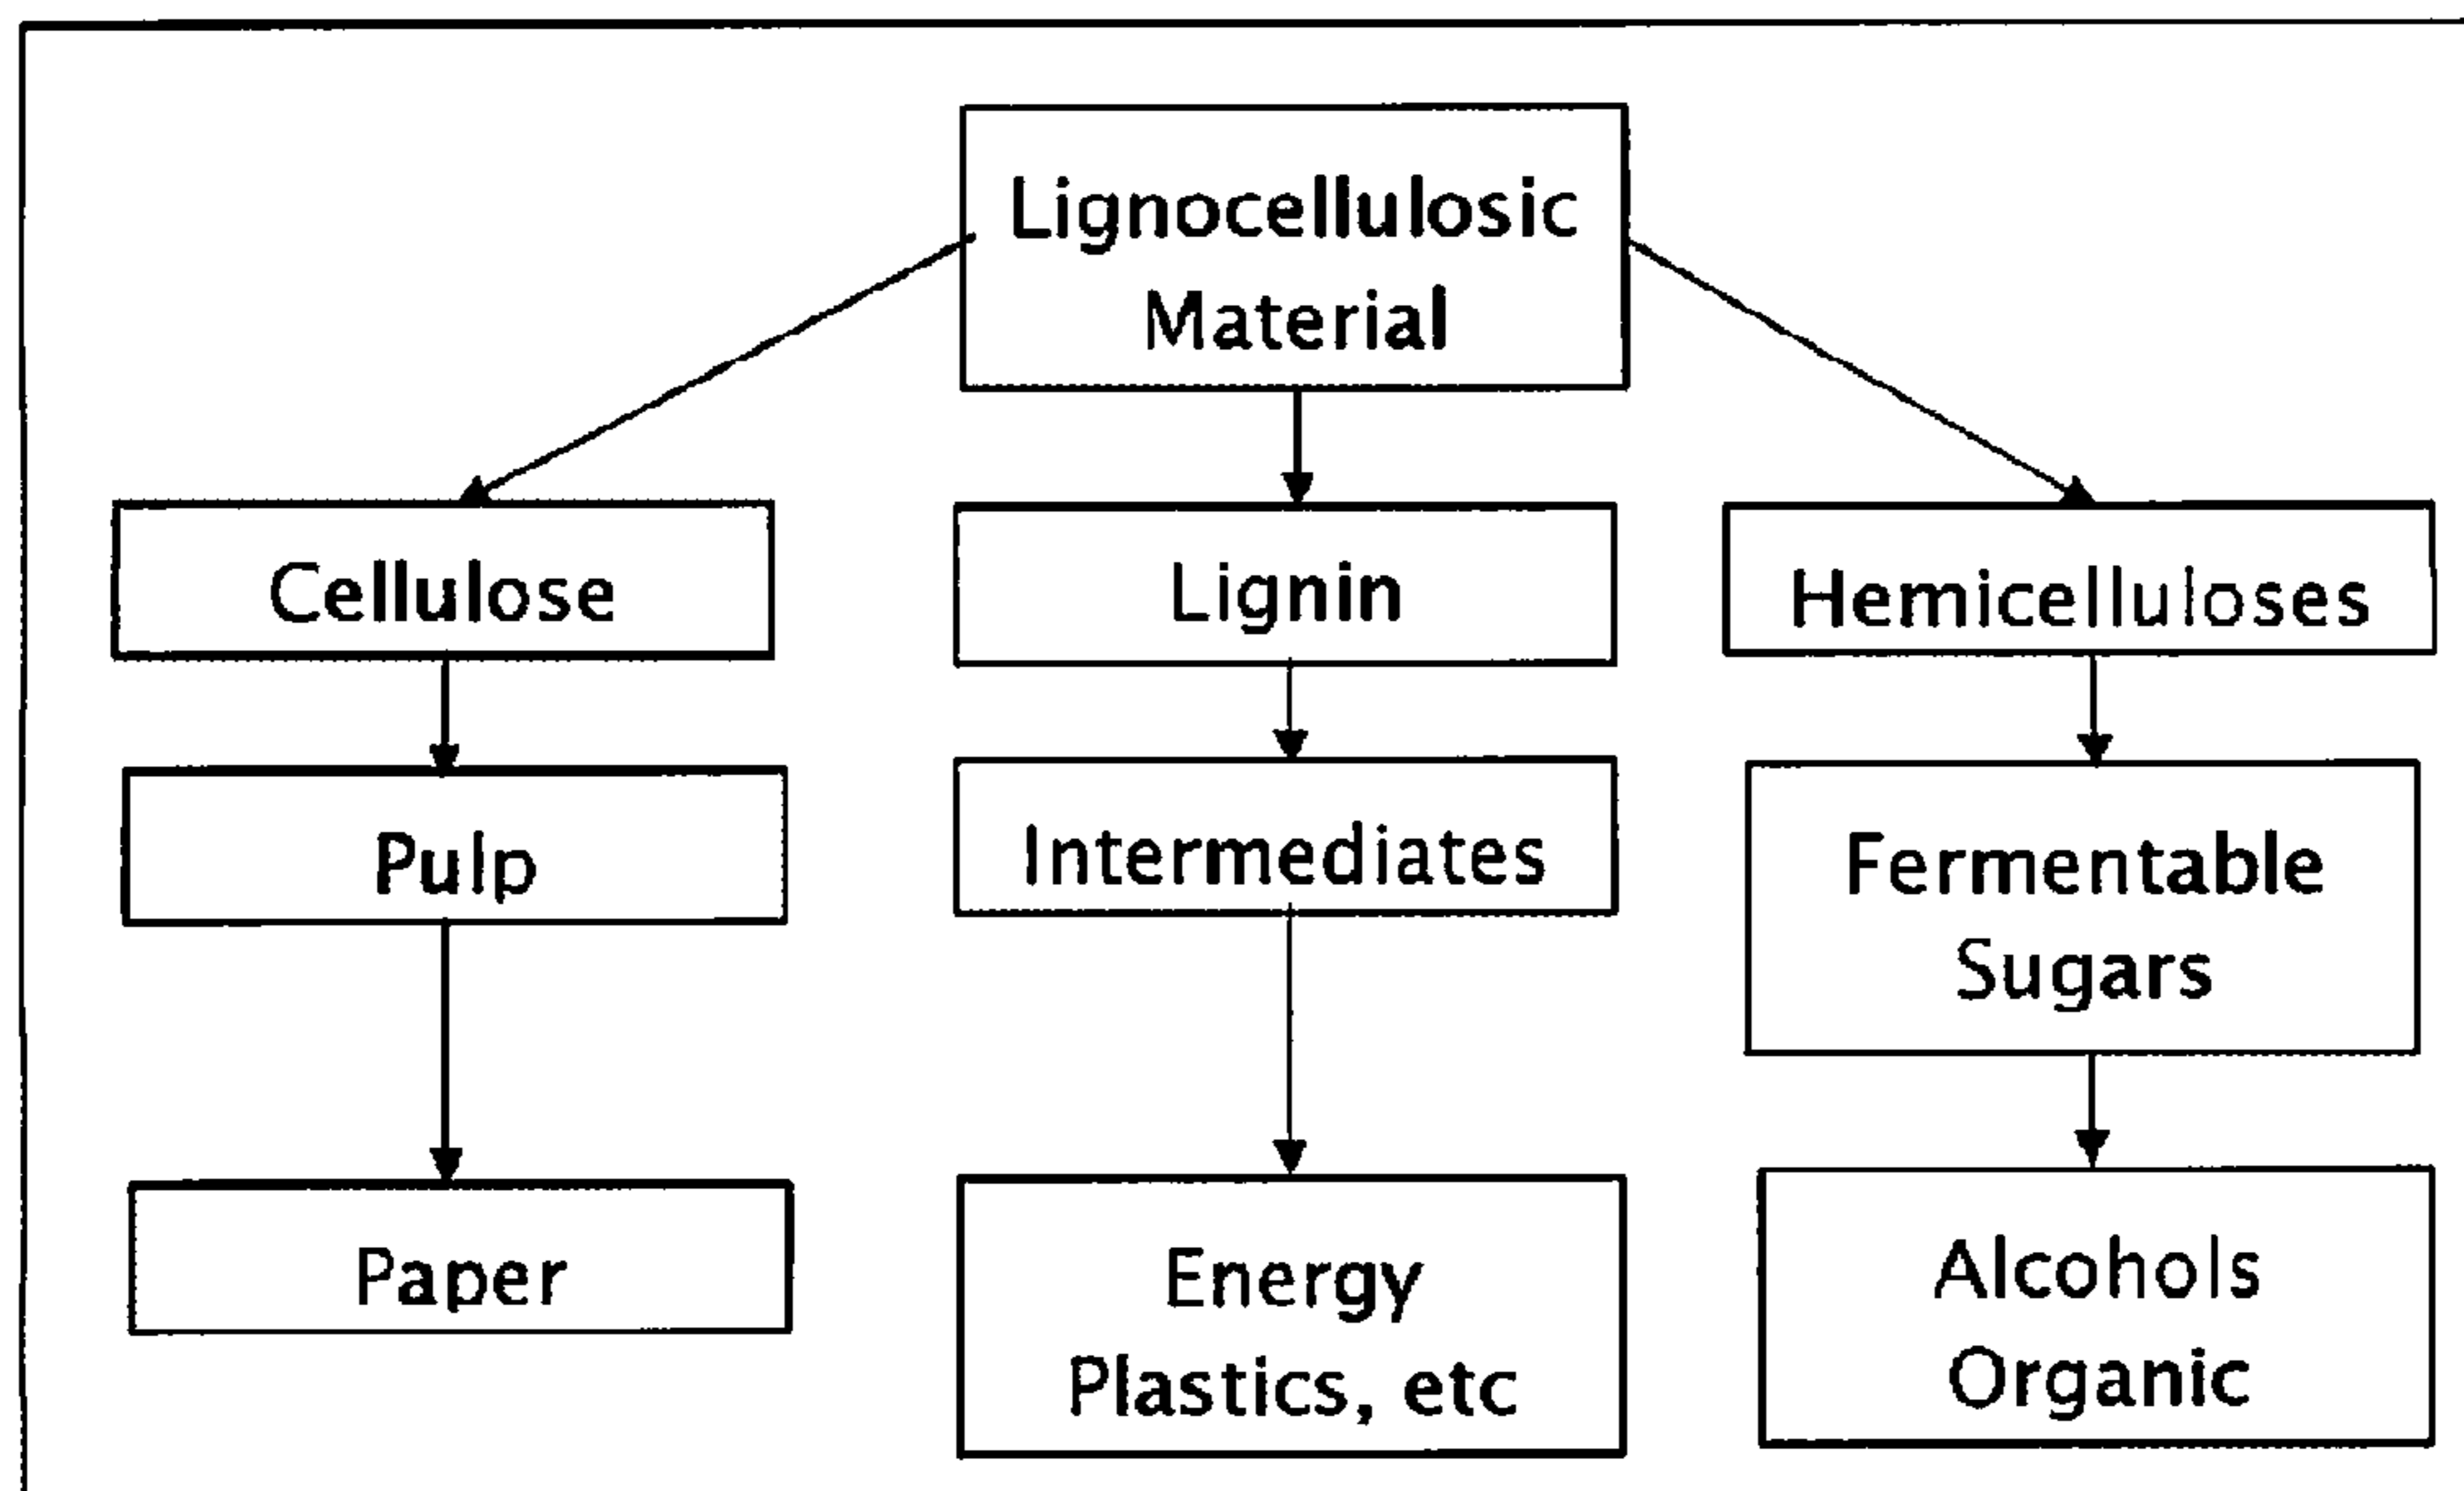 Lignocellulosic
Material
Cellulose
Lignin
Hemicelluloses
Pulp
Intermediates
Fermentable
Sugars
Paper
Energy
Plastics, etc
Alcohols
Organic